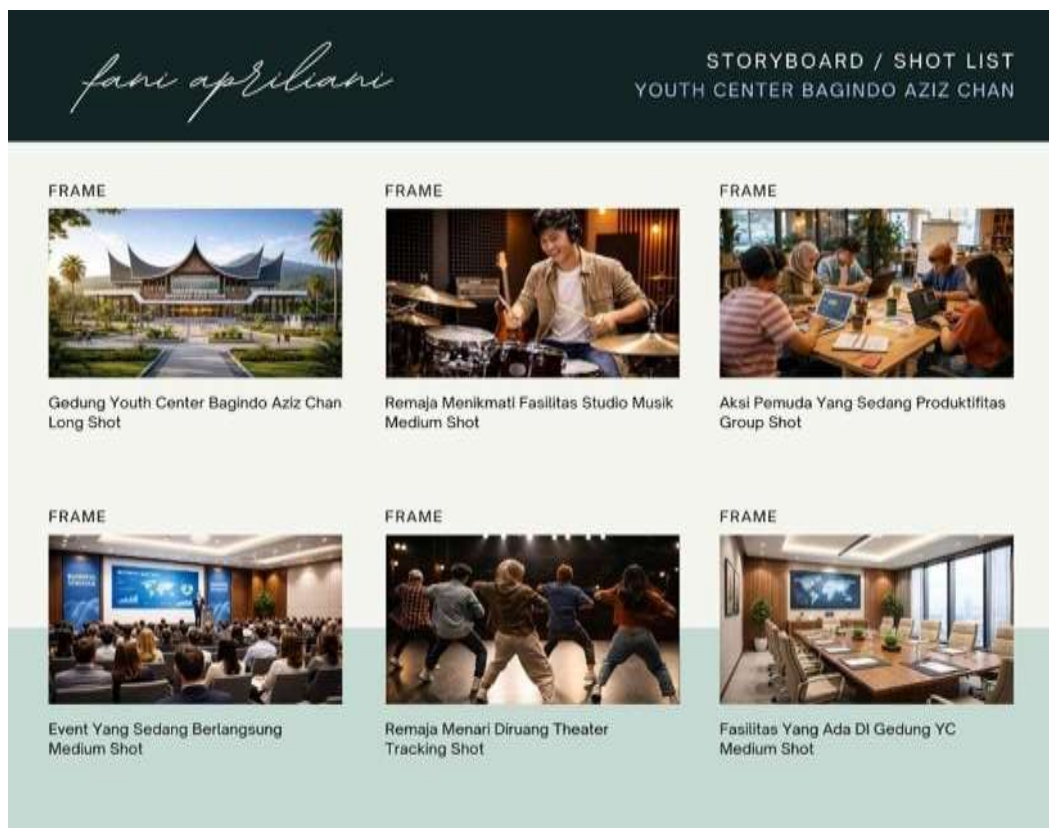 fani apriliani
STORYBOARD / SHOT LIST
YOUTH CENTER BAGINDO AZIZ CHAN
FRAME
FRAME
FRAME
Gedung Youth Center Bagindo Aziz Chan
Long Shot
Remaja Menikmati Fasilitas Studio Musik
Medium Shot
Aksi Pemuda Yang Sedang Produktifitas
Group Shot
FRAME
FRAME
FRAME
Event Yang Sedang Berlangsung
Medium Shot
Remaja Menari Diruang Theater
Tracking Shot
Fasilitas Yang Ada DI Gedung YC
Medium Shot